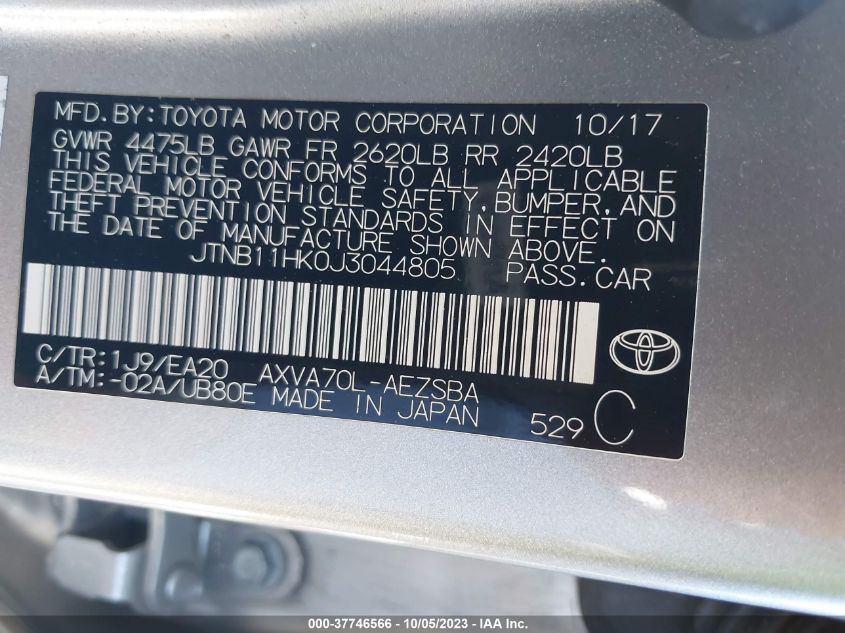 MFD.BY:TOYOTA MOTOR CORPORATION 10/17
GVWR 4475LB GAWR FR 2620LB RR 2420LB
THIS VEHICLE CONFORMS TO ALL APPLICABLE
FEDERAL MOTOR VEHICLE SAFETY,BUMPER,AND
THEFT PREVENTION STANDARDS IN EFFECT ON
THE DATE OF MANUFACTURE SHOWN ABOVE.
JTNB11HK0J3044805 PASS.CAR
C/TR:1J9/EA20 AXVA70L-AEZSBA
A/TM:-02A/UB80E MADE IN JAPAN 529 C
000-37746566 - 10/05/2023 - IAA Inc.